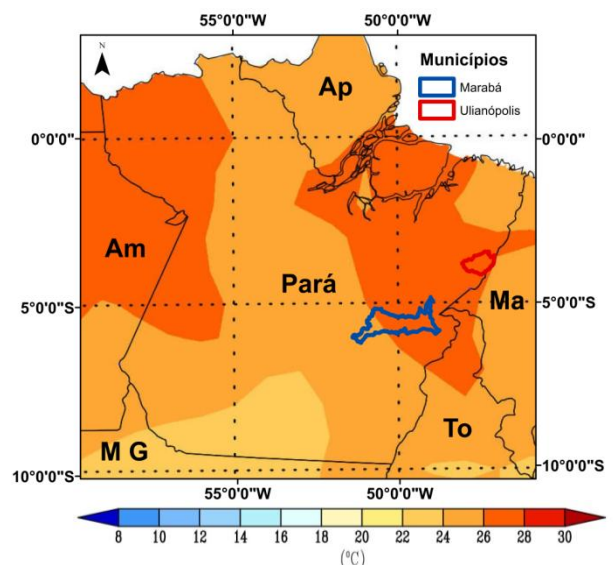 55°0'0"W 50°0'0"W
N
Municípios
Marabá
Ulianópolis
Ap
0°0'0" 0°0'0"
Am
Pará
Ma
5°0'0"S 5°0'0"S
To
M G
10°0'0"S 10°0'0"S
55°0'0"W 50°0'0"W
8 10 12 14 16 18 20 22 24 26 28 30
(°C)